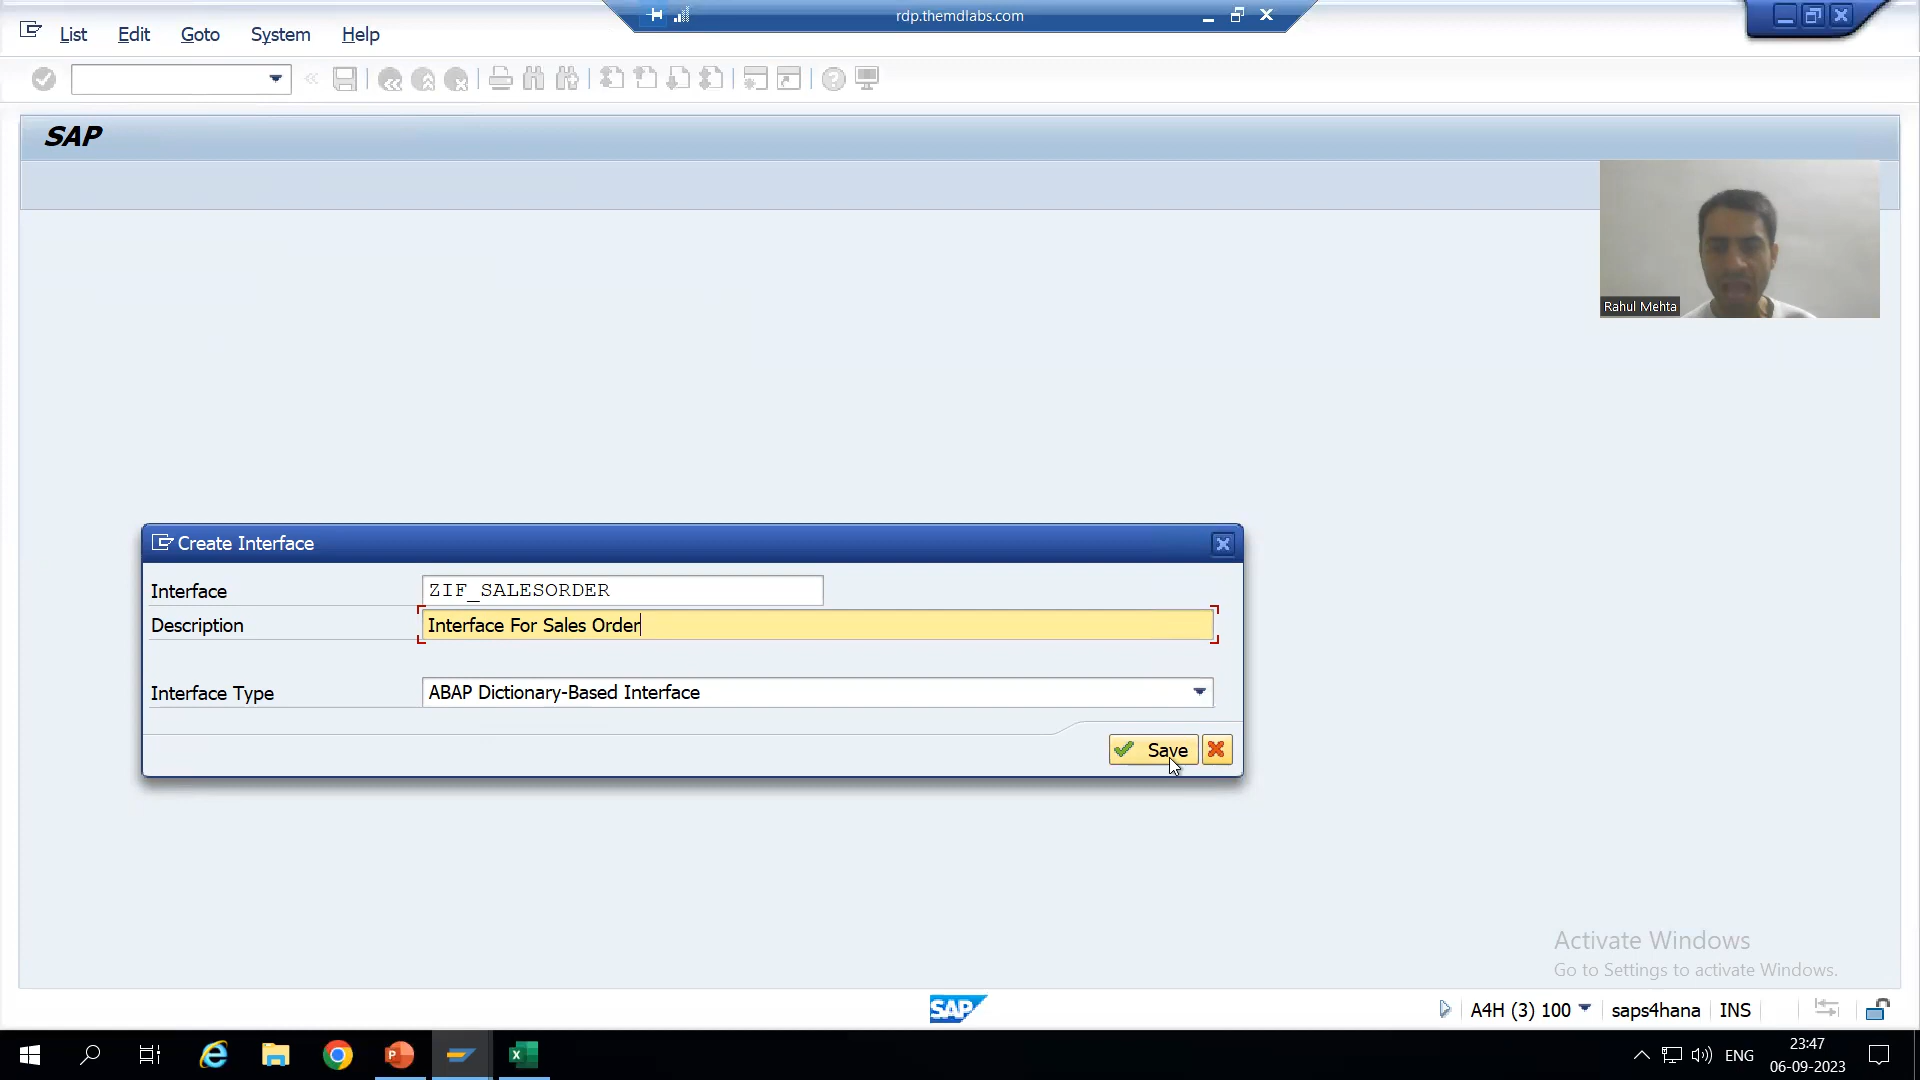 rdp.themdlabs.com
List Edit Goto System Help
SAP
Rahul Mehta
Create Interface
Interface ZIF_SALESORDER
Description Interface For Sales Order
Interface Type ABAP Dictionary-Based Interface
Save
Activate Windows
Go to Settings to activate Windows.
SAP A4H (3) 100 saps4hana INS
ENG 23:47
06-09-2023